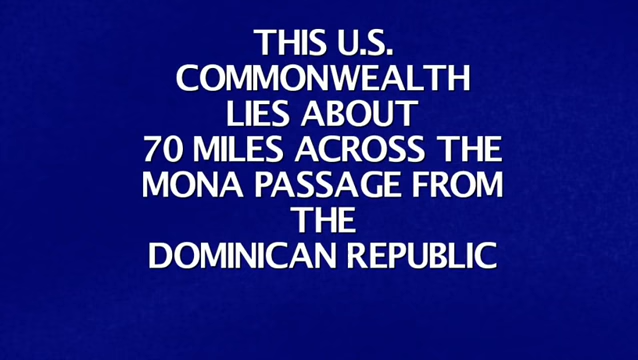 THIS U.S.
COMMONWEALTH
LIES ABOUT
70 MILES ACROSS THE
MONA PASSAGE FROM
THE
DOMINICAN REPUBLIC